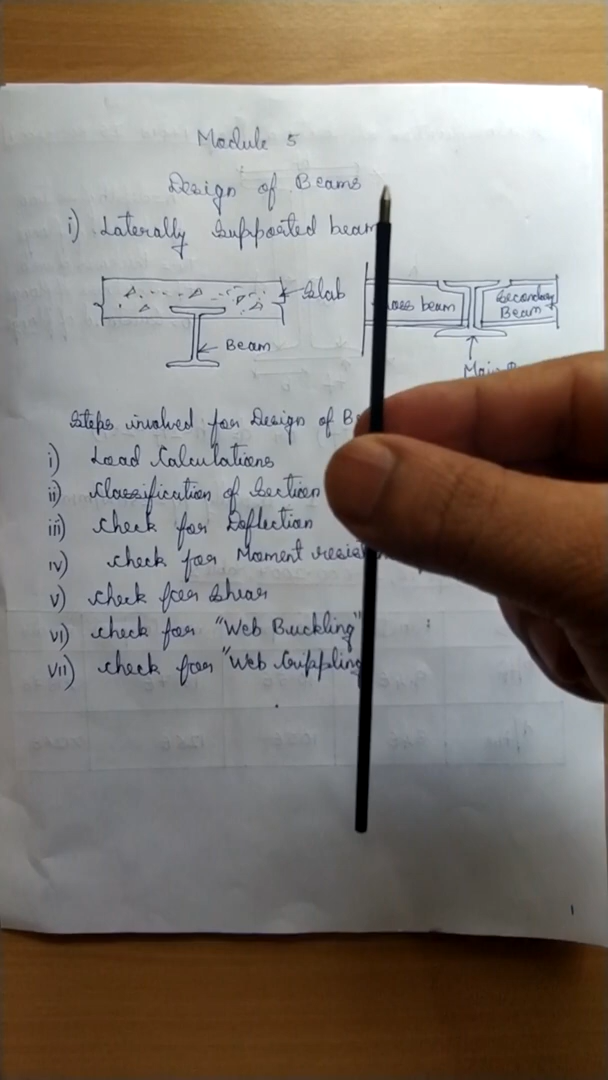 Module 5
Design of Beams
i) Laterally Supported beam
Slab
Beam
beam
Secondary
Beam
Main
Steps involved for Design of
i) Load Calculations
ii) Classification of Section
iii) check for Deflection
iv) check for Moment
v) check for Shear
vi) check for "Web Buckling"
vii) check for "Web Crippling
1